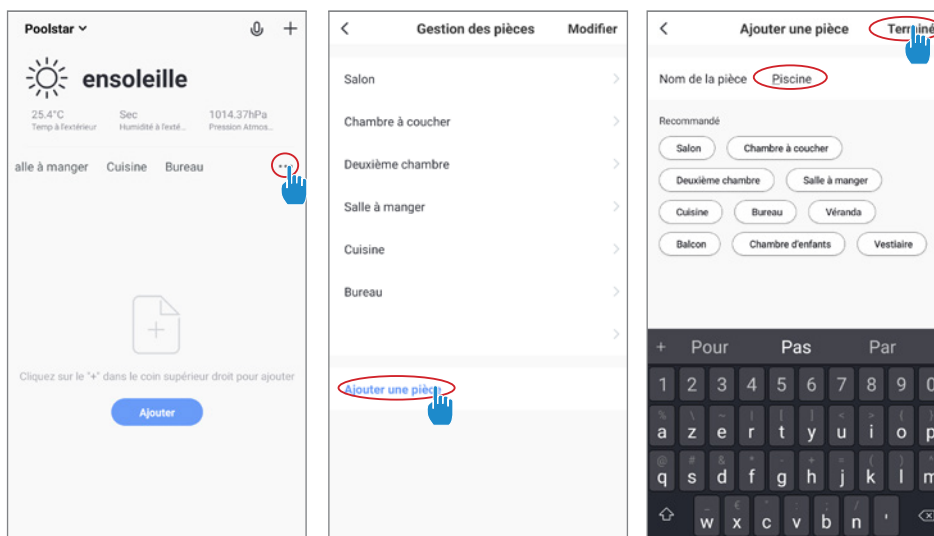 Poolstar
ensoleille
25.4°C Sec 1014.37hPa
Temp à l'extérieur Humidité à l'exté... Pression Atmos...
alle à manger Cuisine Bureau ...
Cliquez sur le "+" dans le coin supérieur droit pour ajouter
Ajouter
Gestion des pièces Modifier
Salon
Chambre à coucher
Deuxième chambre
Salle à manger
Cuisine
Bureau
Ajouter une pièce
Ajouter une pièce Terminé
Nom de la pièce Piscine
Recommandé
Salon Chambre à coucher
Deuxième chambre Salle à manger
Cuisine Bureau Véranda
Balcon Chambre d'enfants Vestiaire
+ Pour Pas Par
1 2 3 4 5 6 7 8 9 0
a z e r t y u i o p
q s d f g h j k l m
w x c v b n '